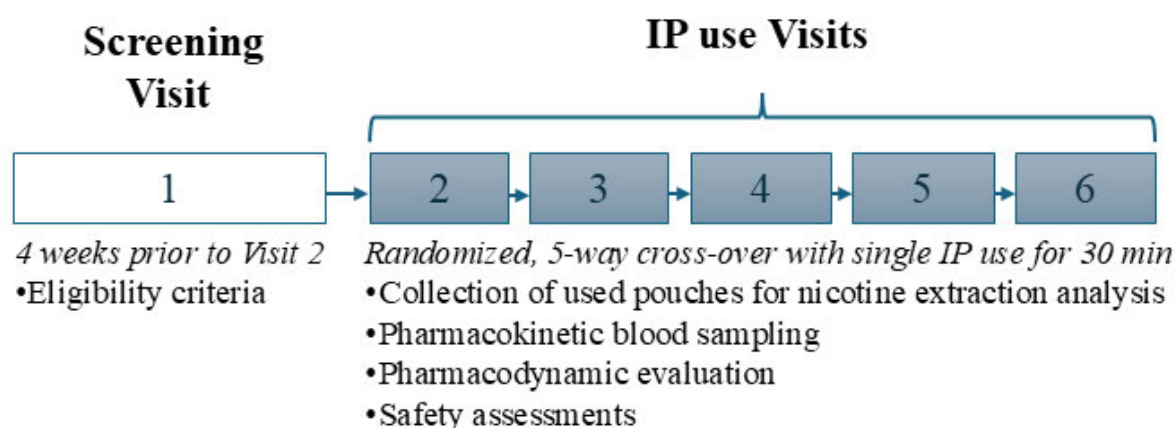 Screening
Visit
IP use Visits
1
2
3
4
5
6
4 weeks prior to Visit 2
•Eligibility criteria
Randomized, 5-way cross-over with single IP use for 30 min
•Collection of used pouches for nicotine extraction analysis
•Pharmacokinetic blood sampling
•Pharmacodynamic evaluation
•Safety assessments